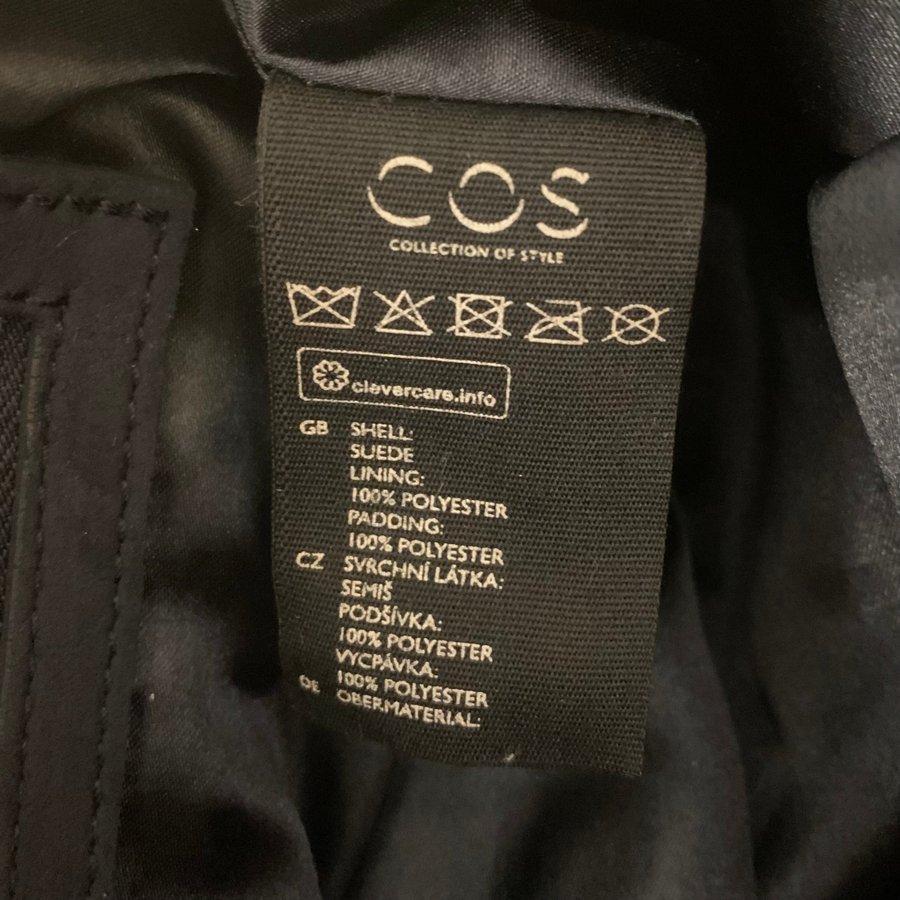 COS
COLLECTION OF STYLE
clevercare.info
GB SHELL:
SUEDE
LINING:
100% POLYESTER
PADDING:
100% POLYESTER
CZ SVRCHNÍ LÁTKA:
SEMIŠ
PODŠÍVKA:
100% POLYESTER
VYCPÁVKA:
100% POLYESTER
DE OBERMATERIAL: